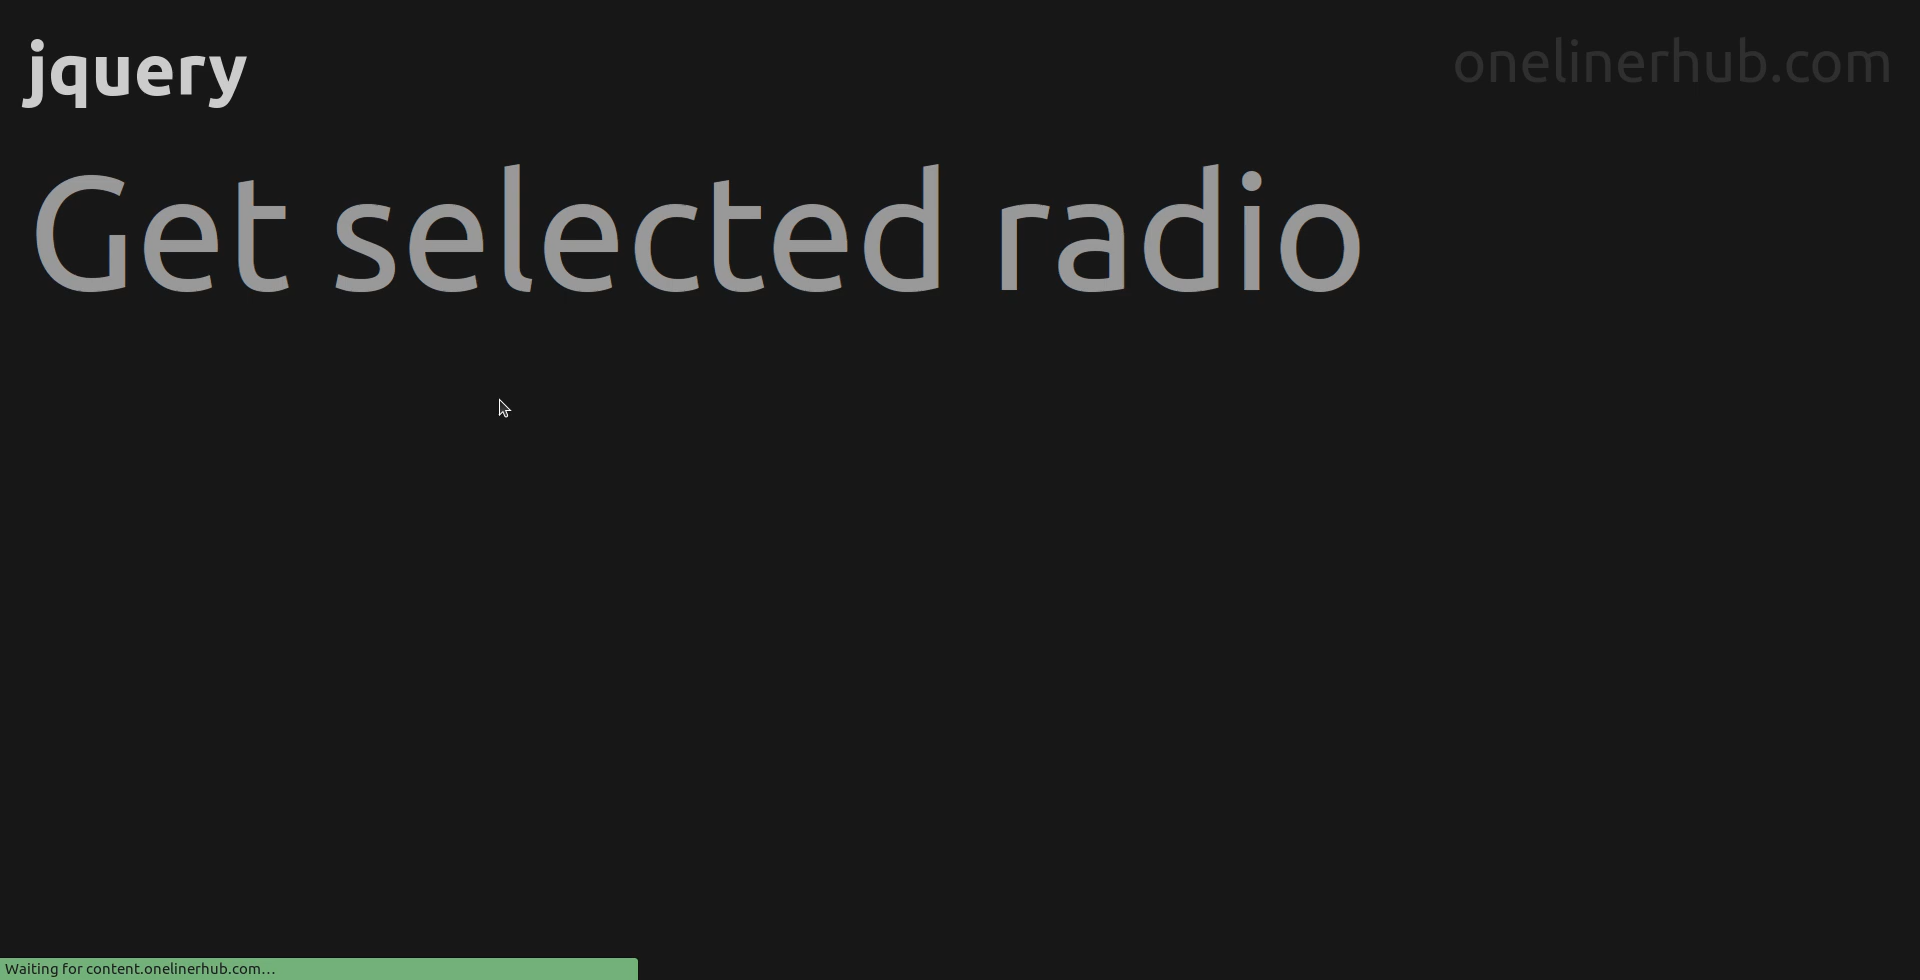 jquery
onelinerhub.com
Get selected radio
Waiting for content.onelinerhub.com…